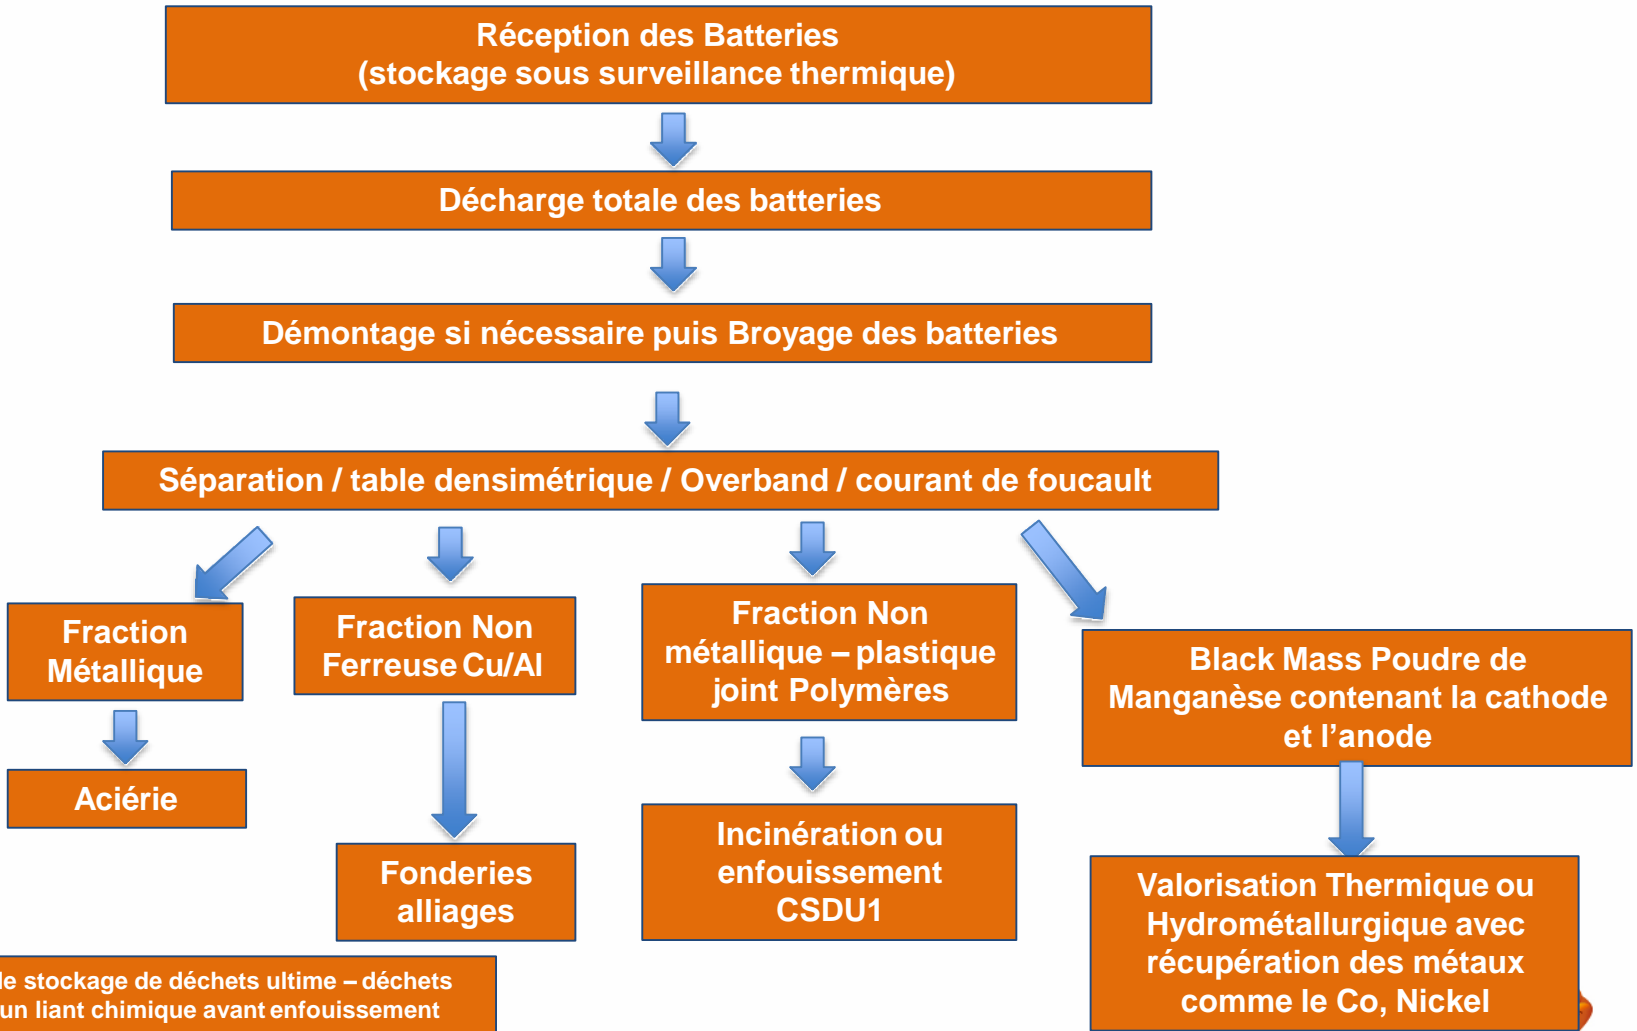 Réception des Batteries
(stockage sous surveillance thermique)
Décharge totale des batteries
Démontage si nécessaire puis Broyage des batteries
Séparation / table densimétrique / Overband / courant de foucault
Fraction
Métallique
Fraction Non
Ferreuse Cu/Al
Fraction Non
métallique – plastique
joint Polymères
Black Mass Poudre de
Manganèse contenant la cathode
et l’anode
Aciérie
Fonderies
alliages
Incinération ou
enfouissement
CSDU1
Valorisation Thermique ou
Hydrométallurgique avec
récupération des métaux
comme le Co, Nickel
le stockage de déchets ultime – déchets
un liant chimique avant enfouissement